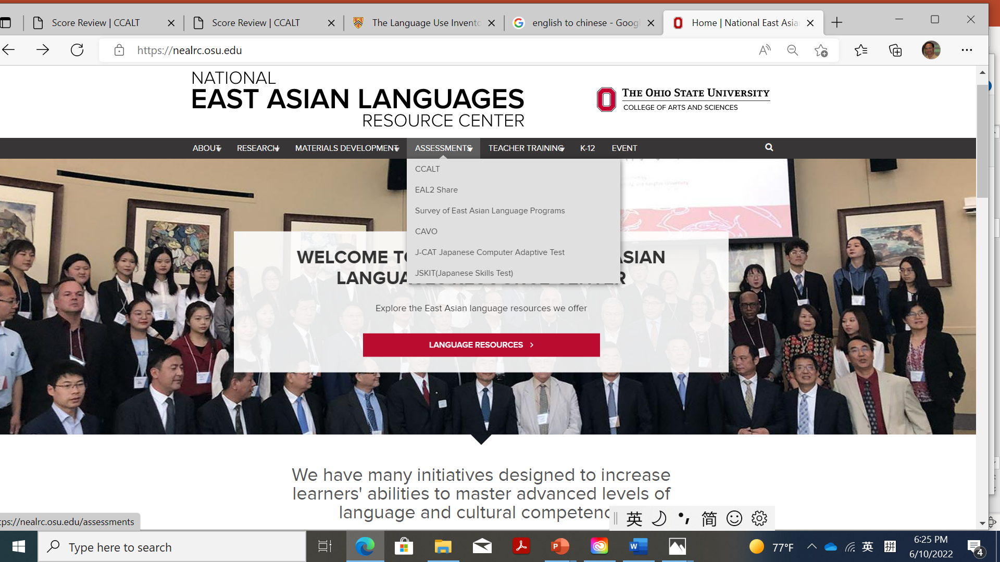 Score Review | CCALT
Score Review | CCALT
The Language Use Invento
english to chinese - Googl
Home | National East Asia
https://nealrc.osu.edu
NATIONAL
EAST ASIAN LANGUAGES
RESOURCE CENTER
THE OHIO STATE UNIVERSITY
COLLEGE OF ARTS AND SCIENCES
ABOUT RESEARCH MATERIALS DEVELOPMENT ASSESSMENTS TEACHER TRAINING K-12 EVENT
CCALT
EAL2 Share
Survey of East Asian Language Programs
CAVO
J-CAT Japanese Computer Adaptive Test
JSKIT(Japanese Skills Test)
WELCOME TO ASIAN
LANGUAGES RESOURCE CENTER
Explore the East Asian language resources we offer
LANGUAGE RESOURCES
We have many initiatives designed to increase
learners' abilities to master advanced levels of
language and cultural competenc
tps://nealrc.osu.edu/assessments
英 简
Type here to search
77°F
英 拼
6:25 PM
6/10/2022
4